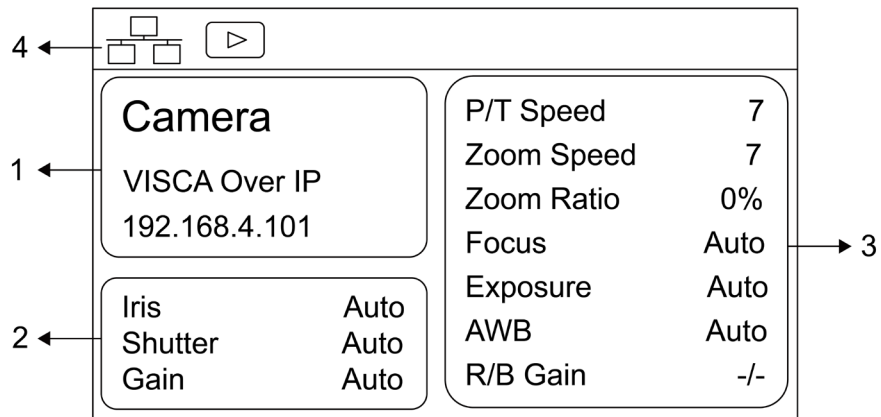 4
1
Camera
VISCA Over IP
192.168.4.101
2
Iris Auto
Shutter Auto
Gain Auto
P/T Speed 7
Zoom Speed 7
Zoom Ratio 0%
Focus Auto
Exposure Auto
AWB Auto
R/B Gain -/-
3